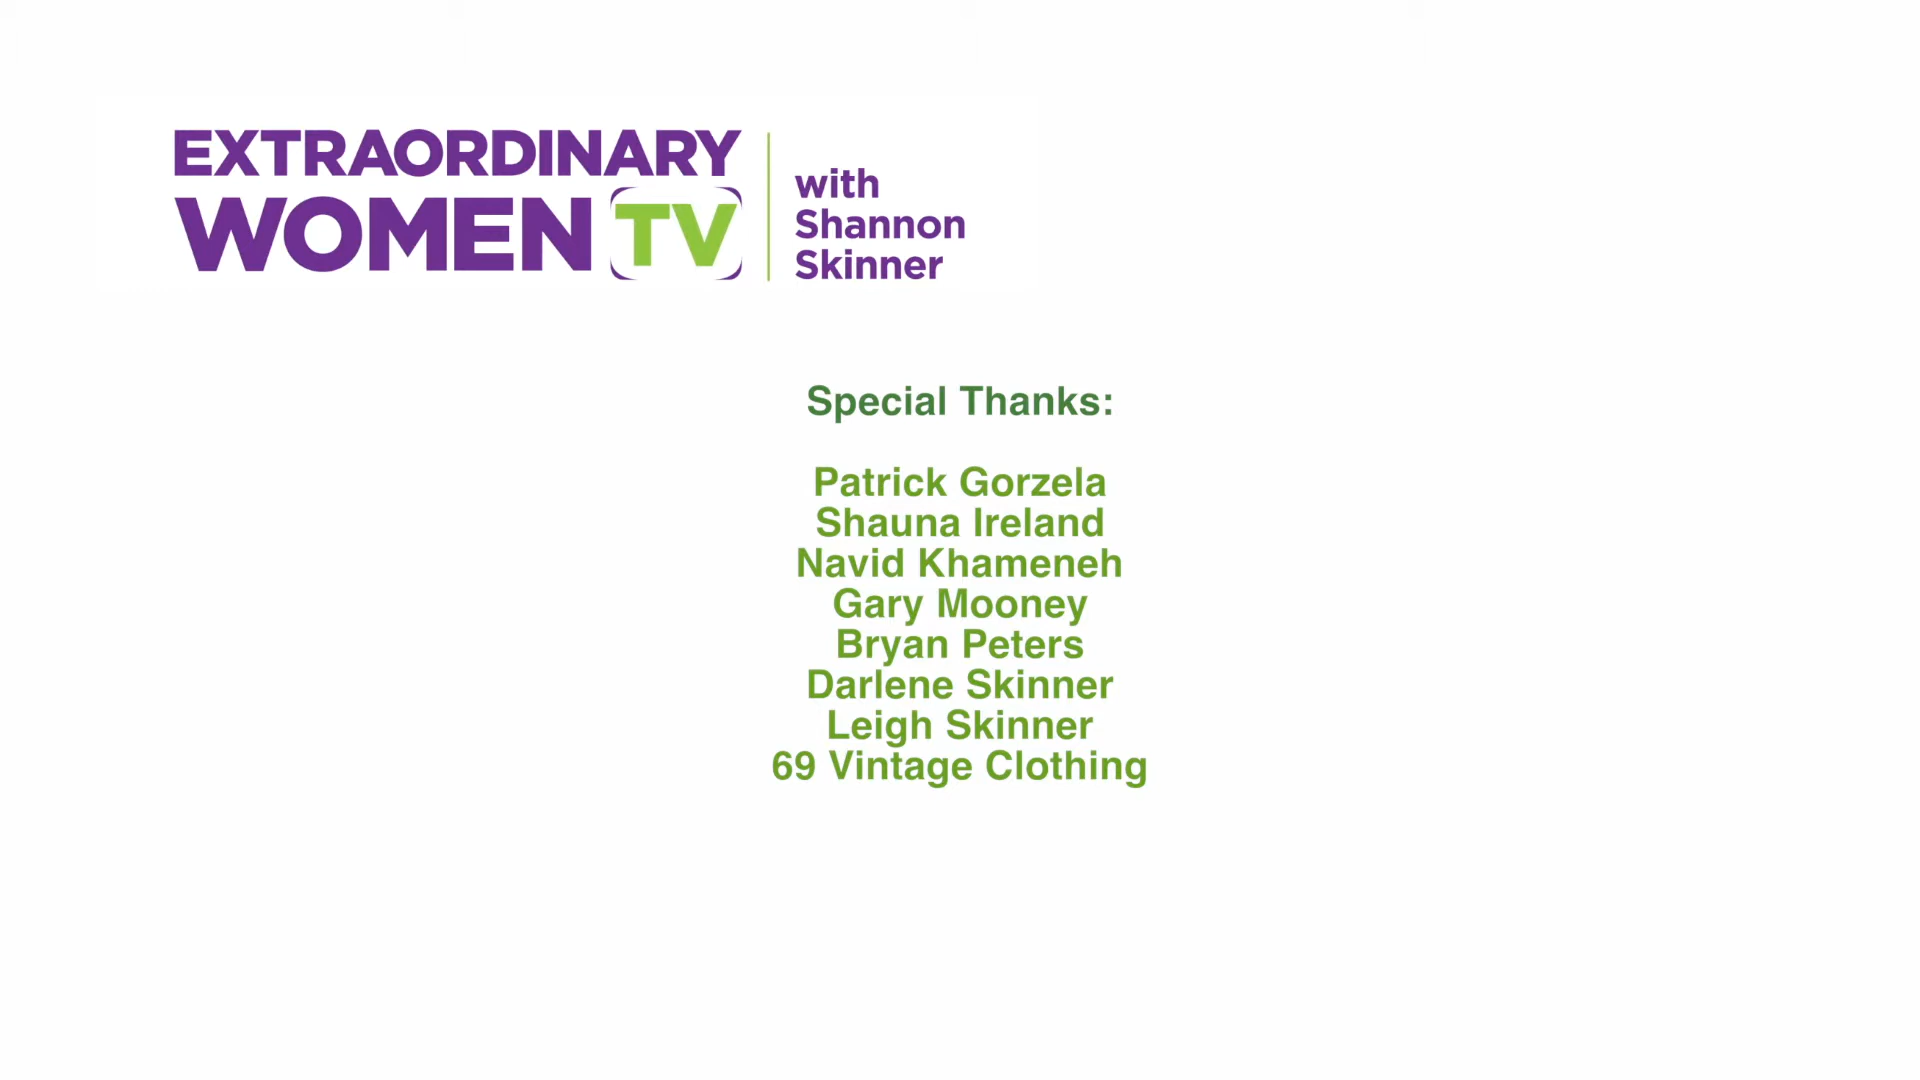 EXTRAORDINARY
WOMEN TV
with
Shannon
Skinner
Special Thanks:
Patrick Gorzela
Shauna Ireland
Navid Khameneh
Gary Mooney
Bryan Peters
Darlene Skinner
Leigh Skinner
69 Vintage Clothing